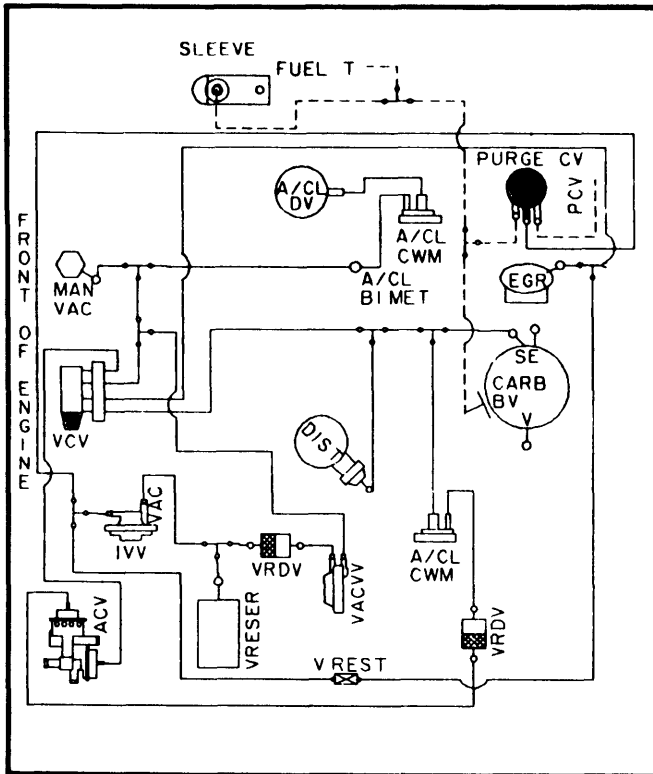 SLEEVE
FUEL T
PURGE CV
PCV
A/CL
DV
A/CL
CWM
A/CL
BIMET
EGR
MAN
VAC
FRONT OF ENGINE
SE
CARB
BV
V
VCV
DIST
VAC
IVV
VRDV
VACVV
A/CL
CWM
VRESER
ACV
VRDV
VREST